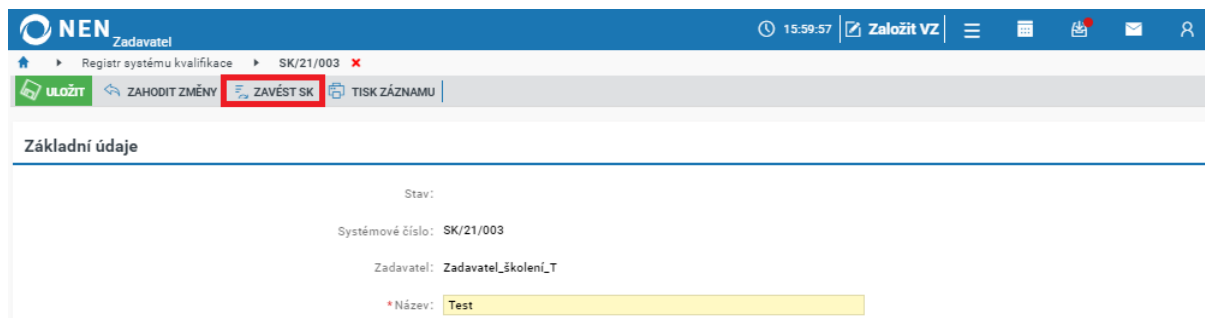 NEN Zadavatel 15:59:57 Založit VZ
Registr systému kvalifikace SK/21/003
ULOŽIT ZAHODIT ZMĚNY ZAVÉST SK TISK ZÁZNAMU
Základní údaje
Stav:
Systémové číslo: SK/21/003
Zadavatel: Zadavatel_školení_T
*Název: Test